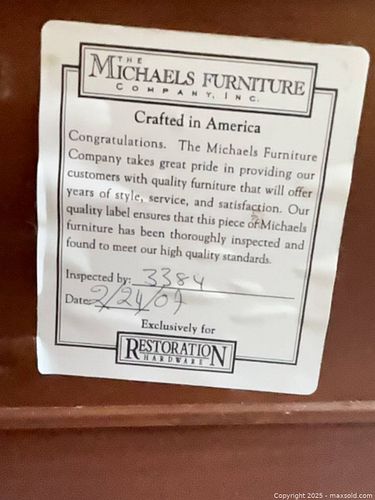 THE
MICHAELS FURNITURE
COMPANY, INC.
Crafted in America
Congratulations. The Michaels Furniture
Company takes great pride in providing our
customers with quality furniture that will offer
years of style, service, and satisfaction. Our
quality label ensures that this piece of Michaels
furniture has been thoroughly inspected and
found to meet our high quality standards.
Inspected by: 3384
Date: 2/24/07
Exclusively for
RESTORATION
HARDWARE
Copyright 2025 - maxsold.com